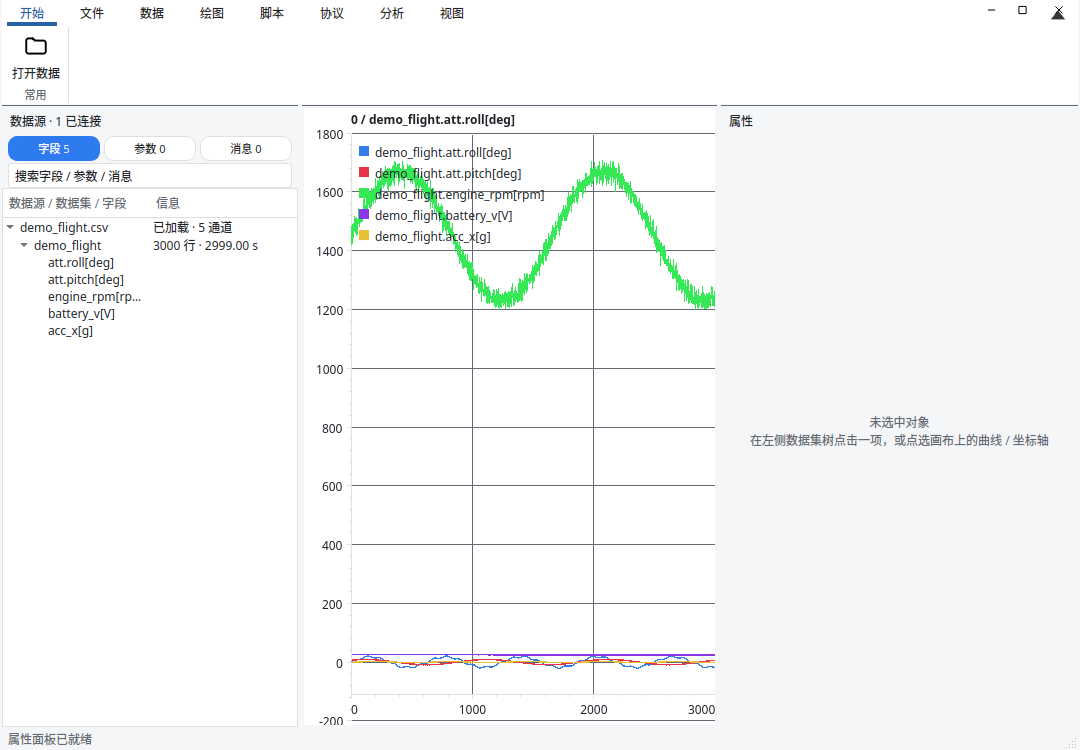 开始 文件 数据 绘图 脚本 协议 分析 视图
打开数据
常用
数据源 · 1 已连接
字段 5 参数 0 消息 0
搜索字段 / 参数 / 消息
数据源 / 数据集 / 字段 信息
demo_flight.csv 已加载 · 5 通道
demo_flight 3000 行 · 2999.00 s
att.roll[deg]
att.pitch[deg]
engine_rpm[rp...
battery_v[V]
acc_x[g]
0 / demo_flight.att.roll[deg]
1800
1600
1400
1200
1000
800
600
400
200
0
-200
demo_flight.att.roll[deg]
demo_flight.att.pitch[deg]
demo_flight.engine_rpm[rpm]
demo_flight.battery_v[V]
demo_flight.acc_x[g]
0 1000 2000 3000
属性
未选中对象
在左侧数据集树点击一项，或点选画布上的曲线 / 坐标轴
属性面板已就绪